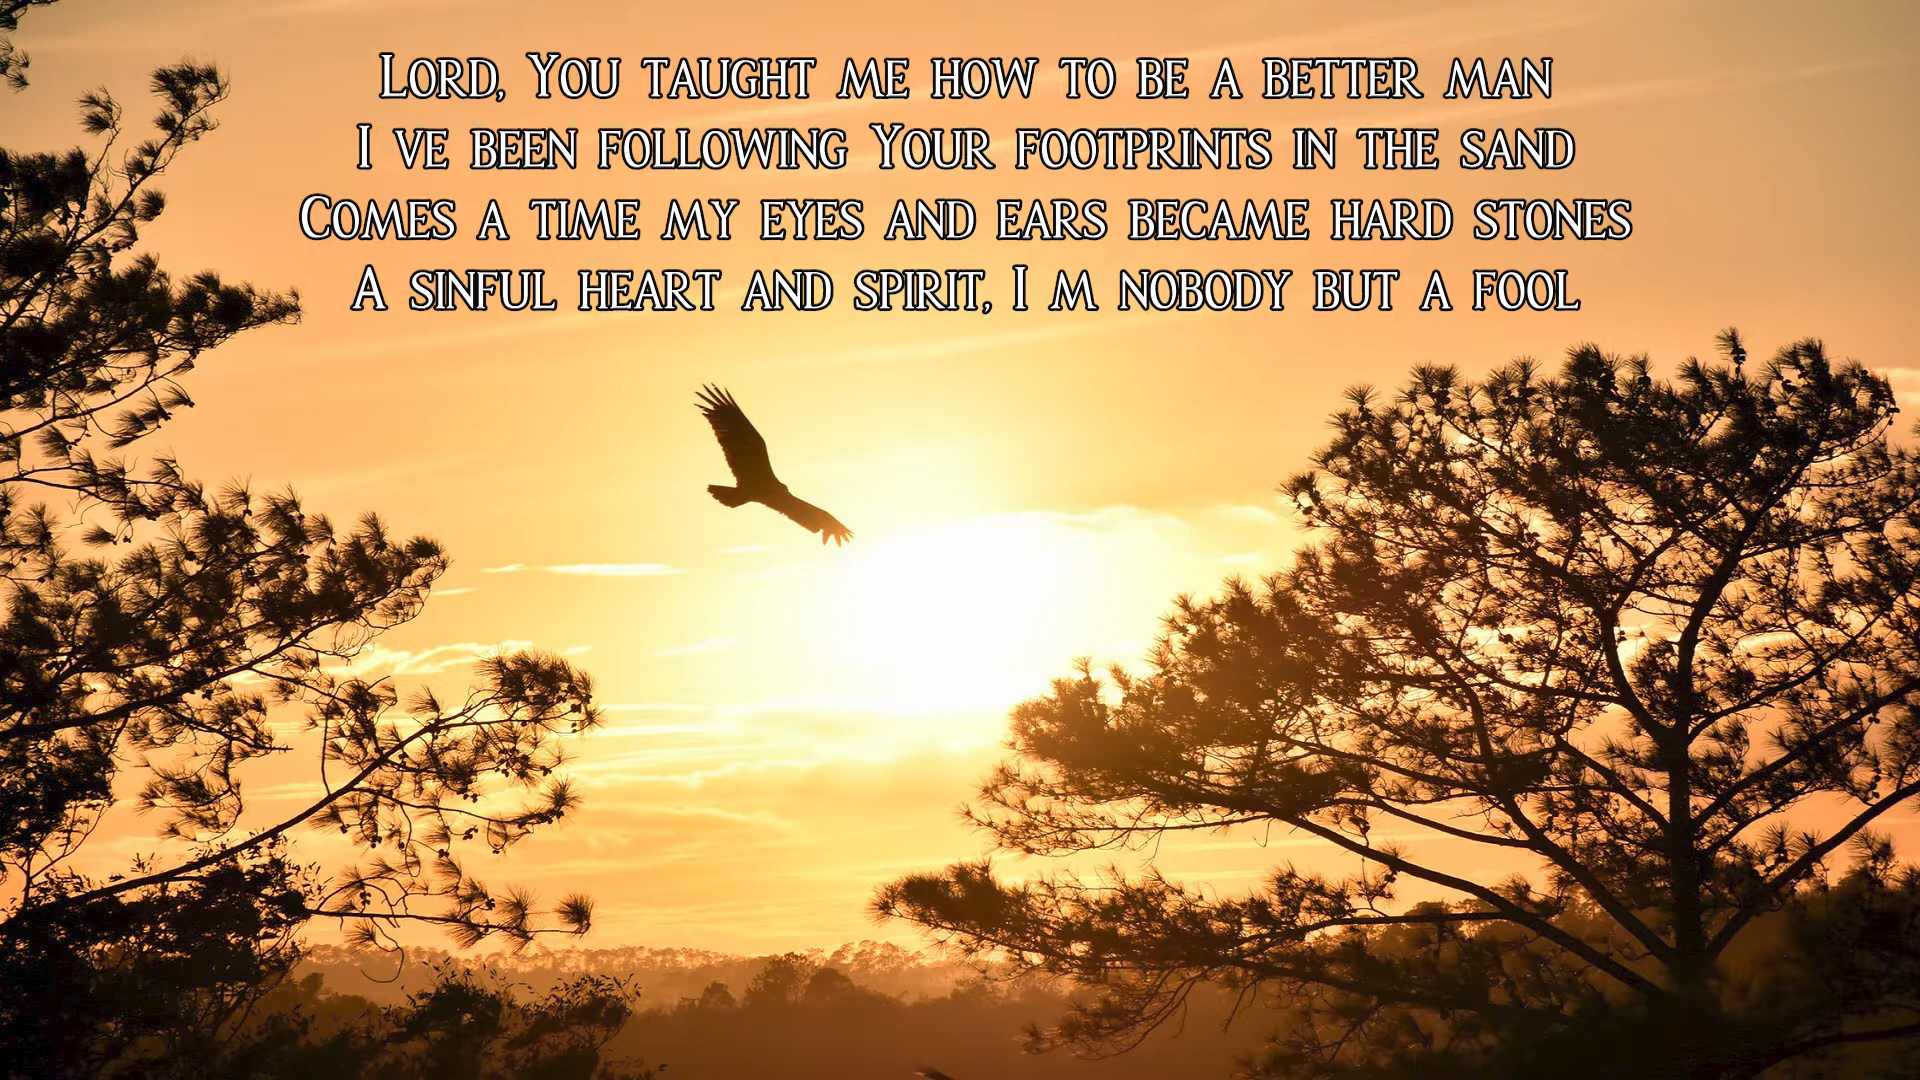 Lord, You taught me how to be a better man
I ve been following Your footprints in the sand
Comes a time my eyes and ears became hard stones
A sinful heart and spirit, I m nobody but a fool